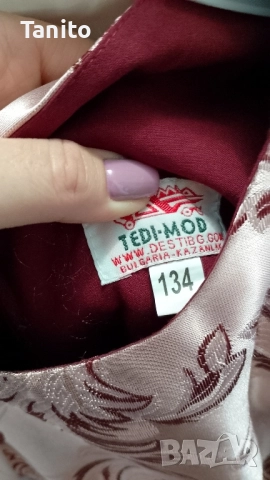 Tanito
TEDI-MOD
WWW.DESTIBG.COM
BULGARIA-KAZANLAK
134
BAZAR